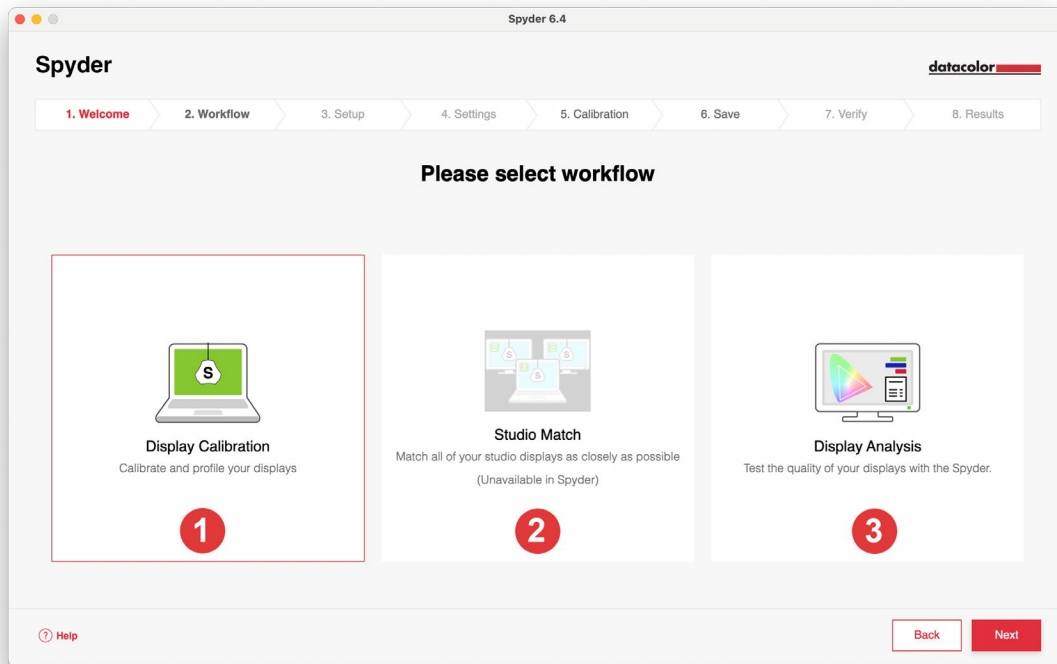 Spyder 6.4
Spyder
datacolor
1. Welcome
2. Workflow
3. Setup
4. Settings
5. Calibration
6. Save
7. Verify
8. Results
Please select workflow
S
Display Calibration
Calibrate and profile your displays
1
S
S
S
Studio Match
Match all of your studio displays as closely as possible
(Unavailable in Spyder)
2
Display Analysis
Test the quality of your displays with the Spyder.
3
? Help
Back
Next